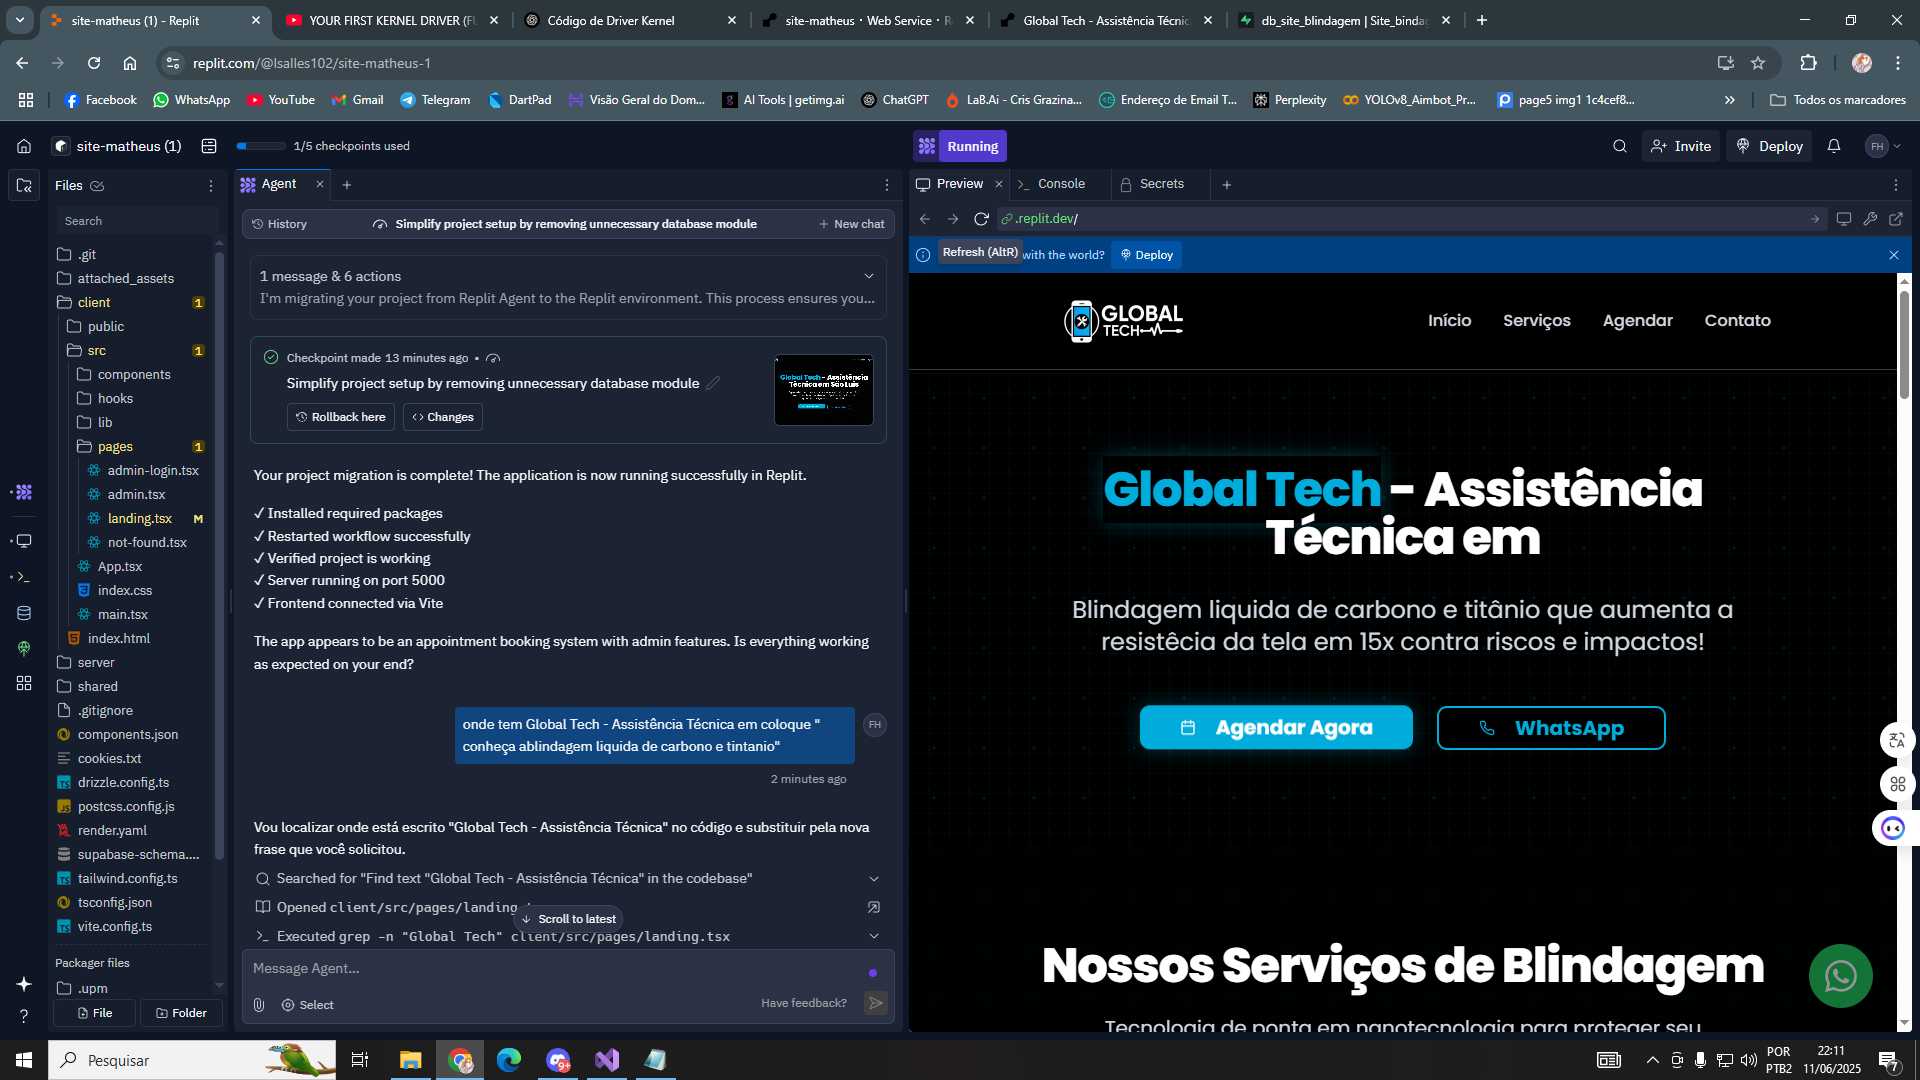 site-matheus (1) - Replit
YOUR FIRST KERNEL DRIVER (FU
Código de Driver Kernel
site-matheus · Web Service · R
Global Tech - Assistência Técnic
db_site_blindagem | Site_binda
replit.com/@lsalles102/site-matheus-1
Facebook
WhatsApp
YouTube
Gmail
Telegram
DartPad
Visão Geral do Dom...
AI Tools | getimg.ai
ChatGPT
LaB.Ai - Cris Grazina...
Endereço de Email T...
Perplexity
YOLOv8_Aimbot_Pr...
page5 img1 1c4cef8...
Todos os marcadores
site-matheus (1)
1/5 checkpoints used
Running
Invite
Deploy
FH
Files
Search
.git
attached_assets
client 1
public
src 1
components
hooks
lib
pages 1
admin-login.tsx
admin.tsx
landing.tsx M
not-found.tsx
App.tsx
index.css
main.tsx
index.html
server
shared
.gitignore
components.json
cookies.txt
drizzle.config.ts
postcss.config.js
render.yaml
supabase-schema....
tailwind.config.ts
tsconfig.json
vite.config.ts
Packager files
.upm
File
Folder
Agent
History
Simplify project setup by removing unnecessary database module
New chat
1 message & 6 actions
I'm migrating your project from Replit Agent to the Replit environment. This process ensures you...
Checkpoint made 13 minutes ago •
Simplify project setup by removing unnecessary database module
Rollback here
Changes
Global Tech - Assistência
Técnica em São Luís
Your project migration is complete! The application is now running successfully in Replit.
✓ Installed required packages
✓ Restarted workflow successfully
✓ Verified project is working
✓ Server running on port 5000
✓ Frontend connected via Vite
The app appears to be an appointment booking system with admin features. Is everything working
as expected on your end?
onde tem Global Tech - Assistência Técnica em coloque "
conheça ablindagem liquida de carbono e tintanio"
FH
2 minutes ago
Vou localizar onde está escrito "Global Tech - Assistência Técnica" no código e substituir pela nova
frase que você solicitou.
Searched for "Find text "Global Tech - Assistência Técnica" in the codebase"
Opened client/src/pages/landing.
Scroll to latest
Executed grep -n "Global Tech" client/src/pages/landing.tsx
Message Agent...
Select
Have feedback?
Preview
Console
Secrets
.replit.dev/
Refresh (AltR)
with the world?
Deploy
GLOBAL
TECH
Início
Serviços
Agendar
Contato
Global Tech - Assistência
Técnica em
Blindagem liquida de carbono e titânio que aumenta a
resistêcia da tela em 15x contra riscos e impactos!
Agendar Agora
WhatsApp
Nossos Serviços de Blindagem
Tecnologia de ponta em nanotecnologia para proteger seu
Pesquisar
9+
POR
PTB2
22:11
11/06/2025
7